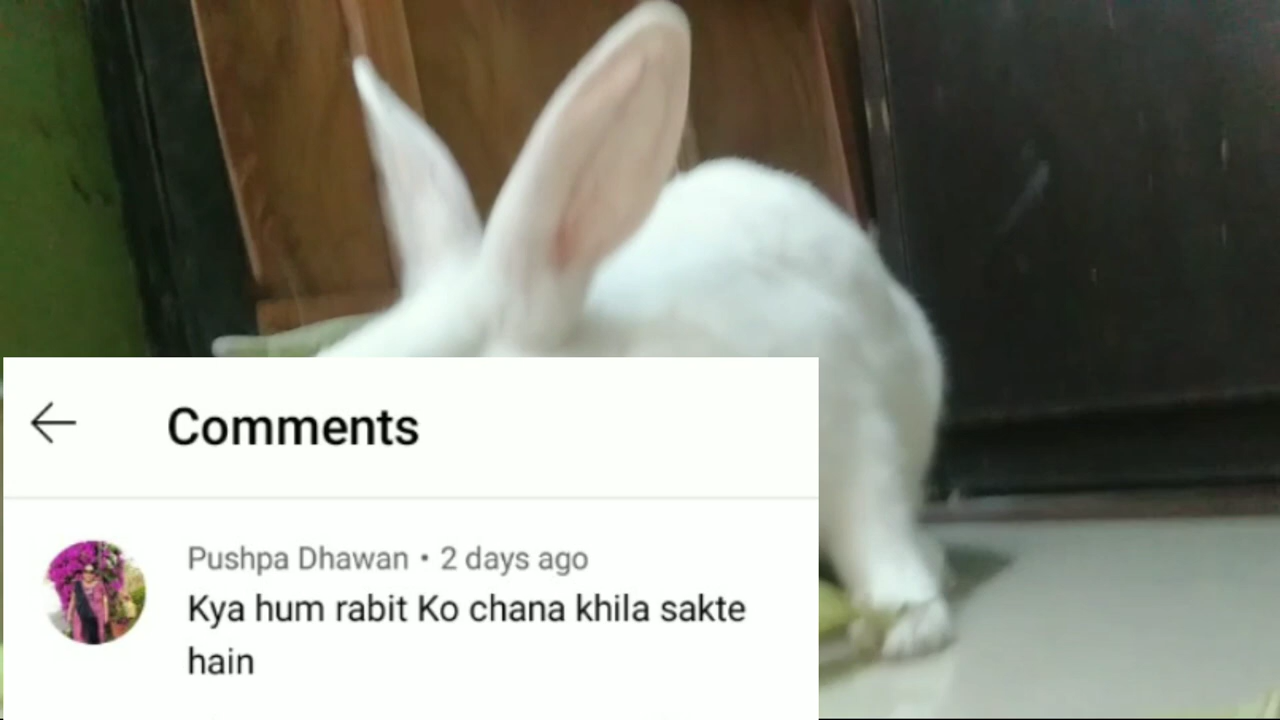 Comments
Pushpa Dhawan • 2 days ago
Kya hum rabit Ko chana khila sakte
hain